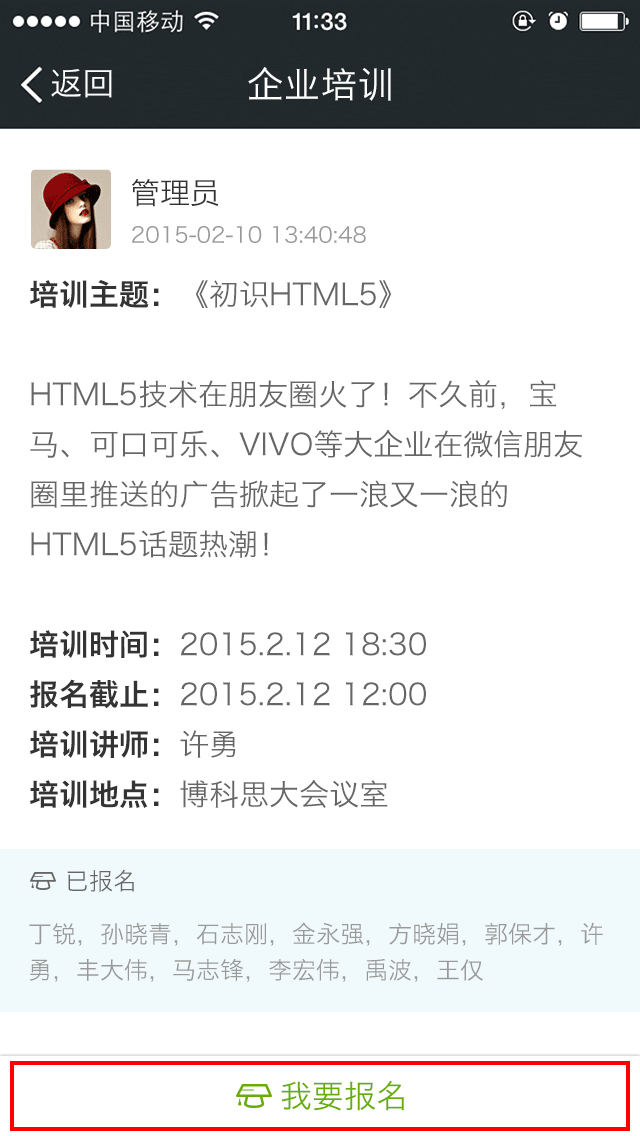 中国移动 11:33
返回 企业培训
管理员
2015-02-10 13:40:48
培训主题：《初识HTML5》
HTML5技术在朋友圈火了！不久前，宝
马、可口可乐、VIVO等大企业在微信朋友
圈里推送的广告掀起了一浪又一浪的
HTML5话题热潮！
培训时间：2015.2.12 18:30
报名截止：2015.2.12 12:00
培训讲师：许勇
培训地点：博科思大会议室
已报名
丁锐，孙晓青，石志刚，金永强，方晓娟，郭保才，许
勇，丰大伟，马志锋，李宏伟，禹波，王仪
我要报名